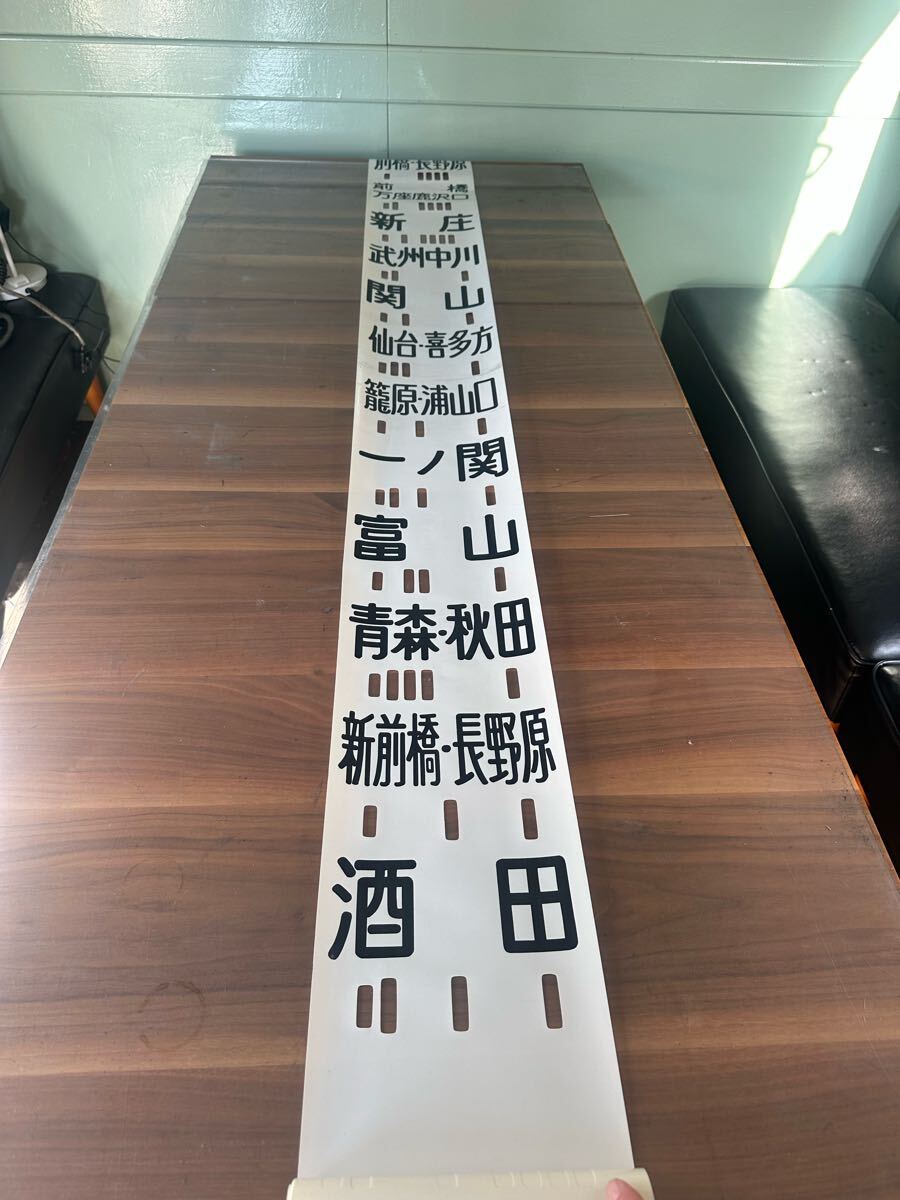 前橋・長野原
前橋
万座鹿沢口
新庄
武州中川
関山
仙台・喜多方
籠原・浦山口
一ノ関
富山
青森・秋田
新前橋・長野原
酒田